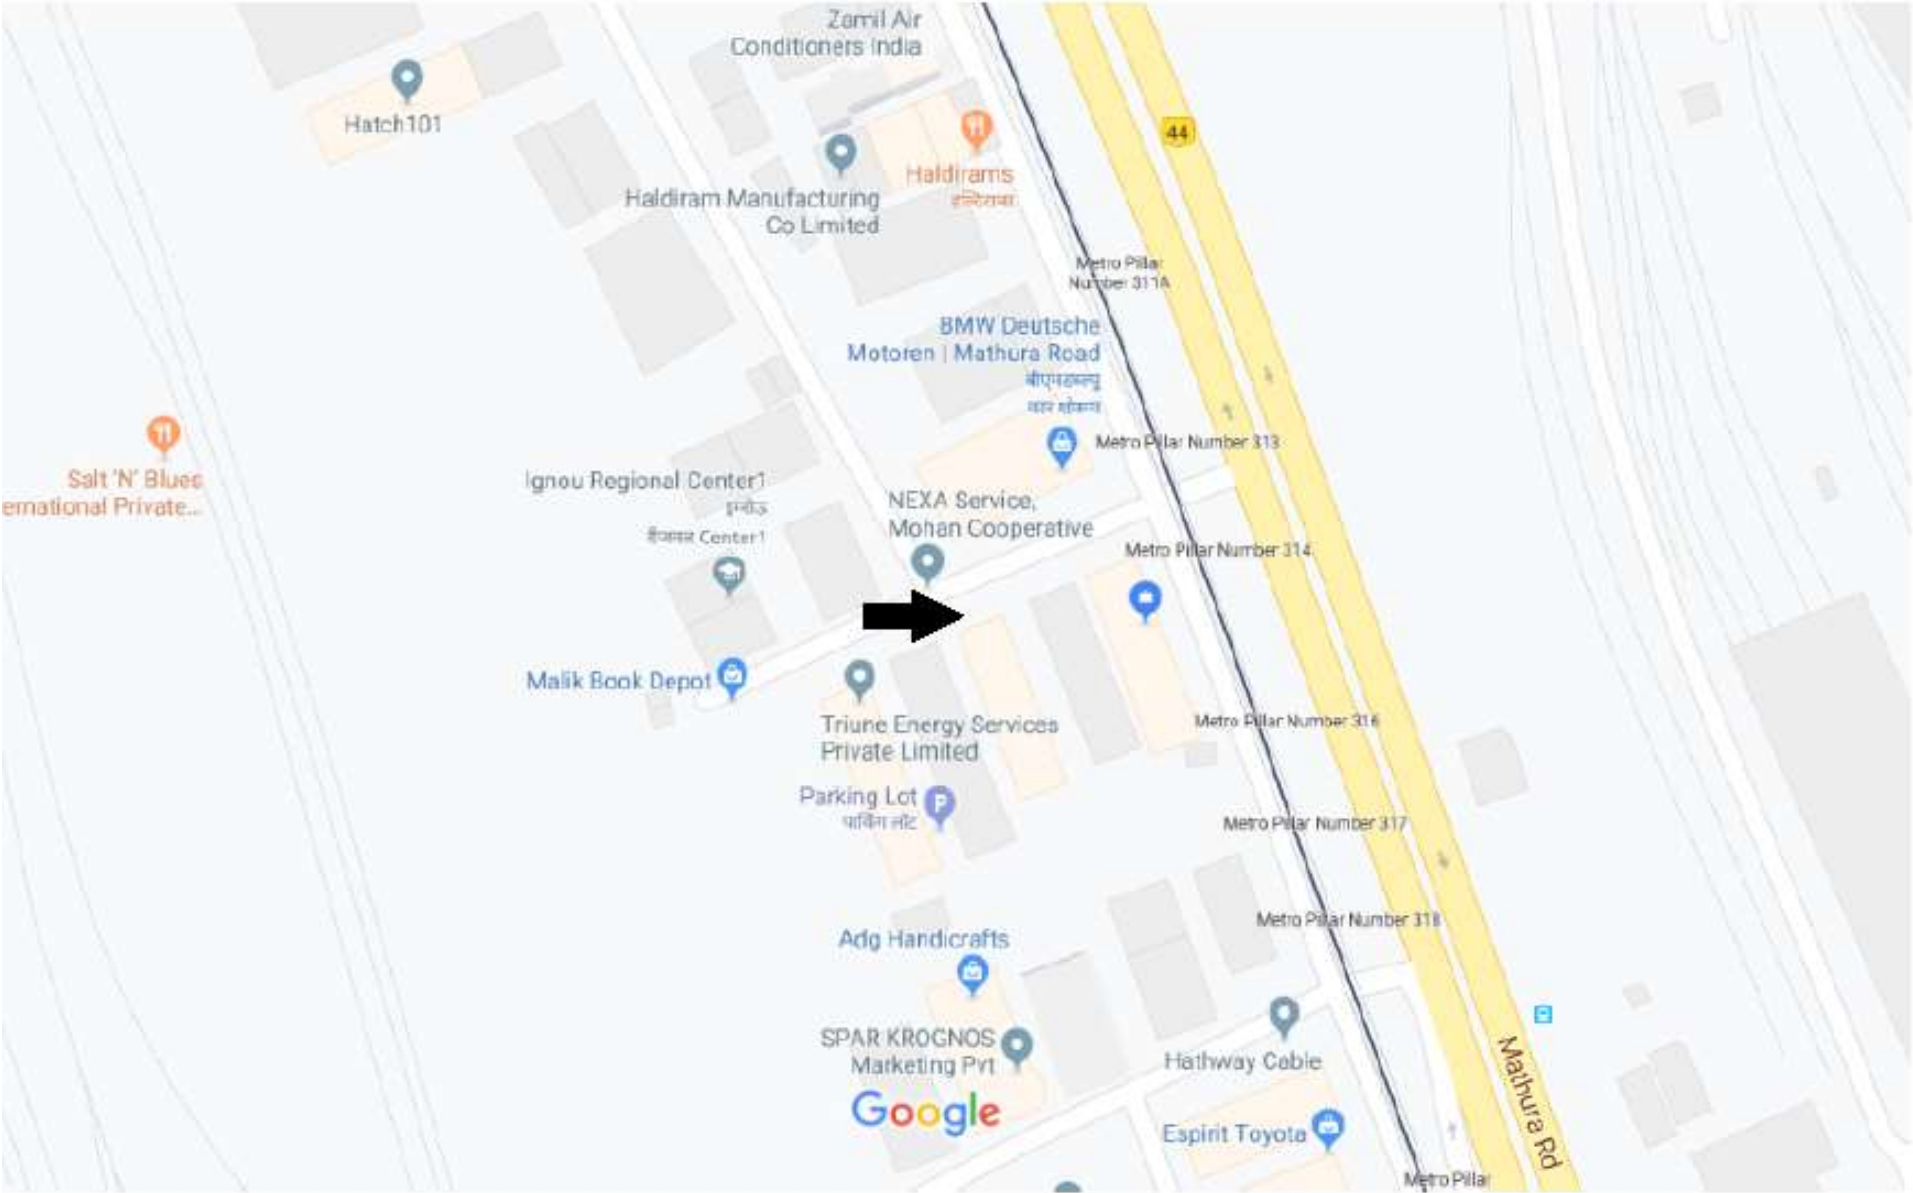 Zamil Air
Conditioners India
Hatch101
44
Haldirams
Haldiram Manufacturing
Co Limited
Metro Pillar
Number 311A
BMW Deutsche
Motoren | Mathura Road
बीएमडब्ल्यू
Metro Pillar Number 313
Salt 'N' Blues
ernational Private...
Ignou Regional Center1
इग्नोऊ
Center1
NEXA Service,
Mohan Cooperative
Metro Pillar Number 314
Malik Book Depot
Triune Energy Services
Private Limited
Metro Pillar Number 316
Parking Lot
पार्किंग लॉट
P
Metro Pillar Number 317
Metro Pillar Number 318
Adg Handicrafts
SPAR KROGNOS
Marketing Pvt
Hathway Cable
Google
Espirit Toyota
Mathura Rd
Metro Pillar